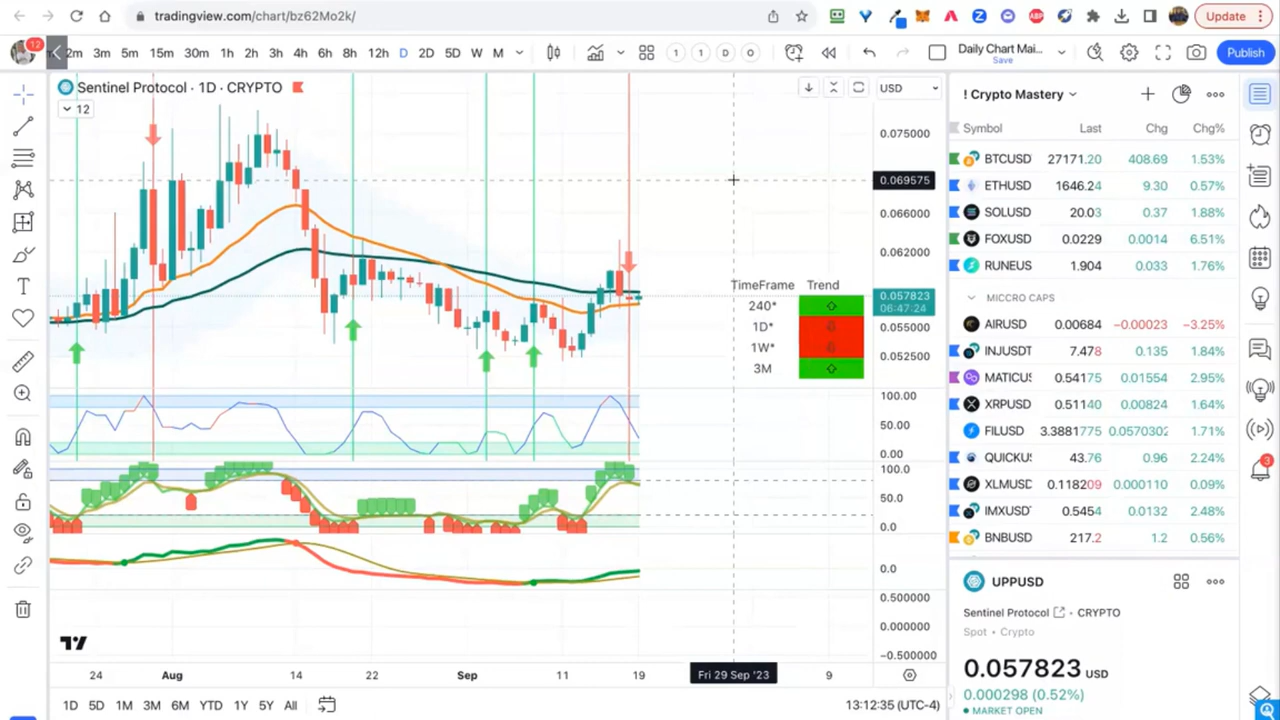 tradingview.com/chart/bz62Mo2k/
ABP
Update
12
2m 3m 5m 15m 30m 1h 2h 3h 4h 6h 8h 12h D 2D 5D W M
1 1 D O
Daily Chart Mai...
Save
Publish
Sentinel Protocol · 1D · CRYPTO
12
USD
0.075000
0.069575
0.066000
0.062000
0.057823
06:47:24
0.055000
0.052500
TimeFrame Trend
240*
1D*
1W*
3M
100.00
50.00
0.00
100.0
50.0
0.0
0.0
0.500000
0.000000
−0.500000
24 Aug 14 22 Sep 11 19 Fri 29 Sep '23 9
1D 5D 1M 3M 6M YTD 1Y 5Y All
13:12:35 (UTC-4)
! Crypto Mastery
Symbol Last Chg Chg%
BTCUSD 27171.20 408.69 1.53%
ETHUSD 1646.24 9.30 0.57%
SOLUSD 20.03 0.37 1.88%
FOXUSD 0.0229 0.0014 6.51%
RUNEUS 1.904 0.033 1.76%
MICCRO CAPS
AIRUSD 0.00684 −0.00023 −3.25%
INJUSDT 7.478 0.135 1.84%
MATICUS 0.54175 0.01554 2.95%
XRPUSD 0.51140 0.00824 1.64%
FILUSD 3.3881775 0.0570302 1.71%
QUICKUS 43.76 0.96 2.24%
XLMUSD 0.118209 0.000110 0.09%
IMXUSD 0.5454 0.0132 2.48%
BNBUSD 217.2 1.2 0.56%
3
UPPUSD
Sentinel Protocol · CRYPTO
Spot • Crypto
0.057823 USD
0.000298 (0.52%)
MARKET OPEN